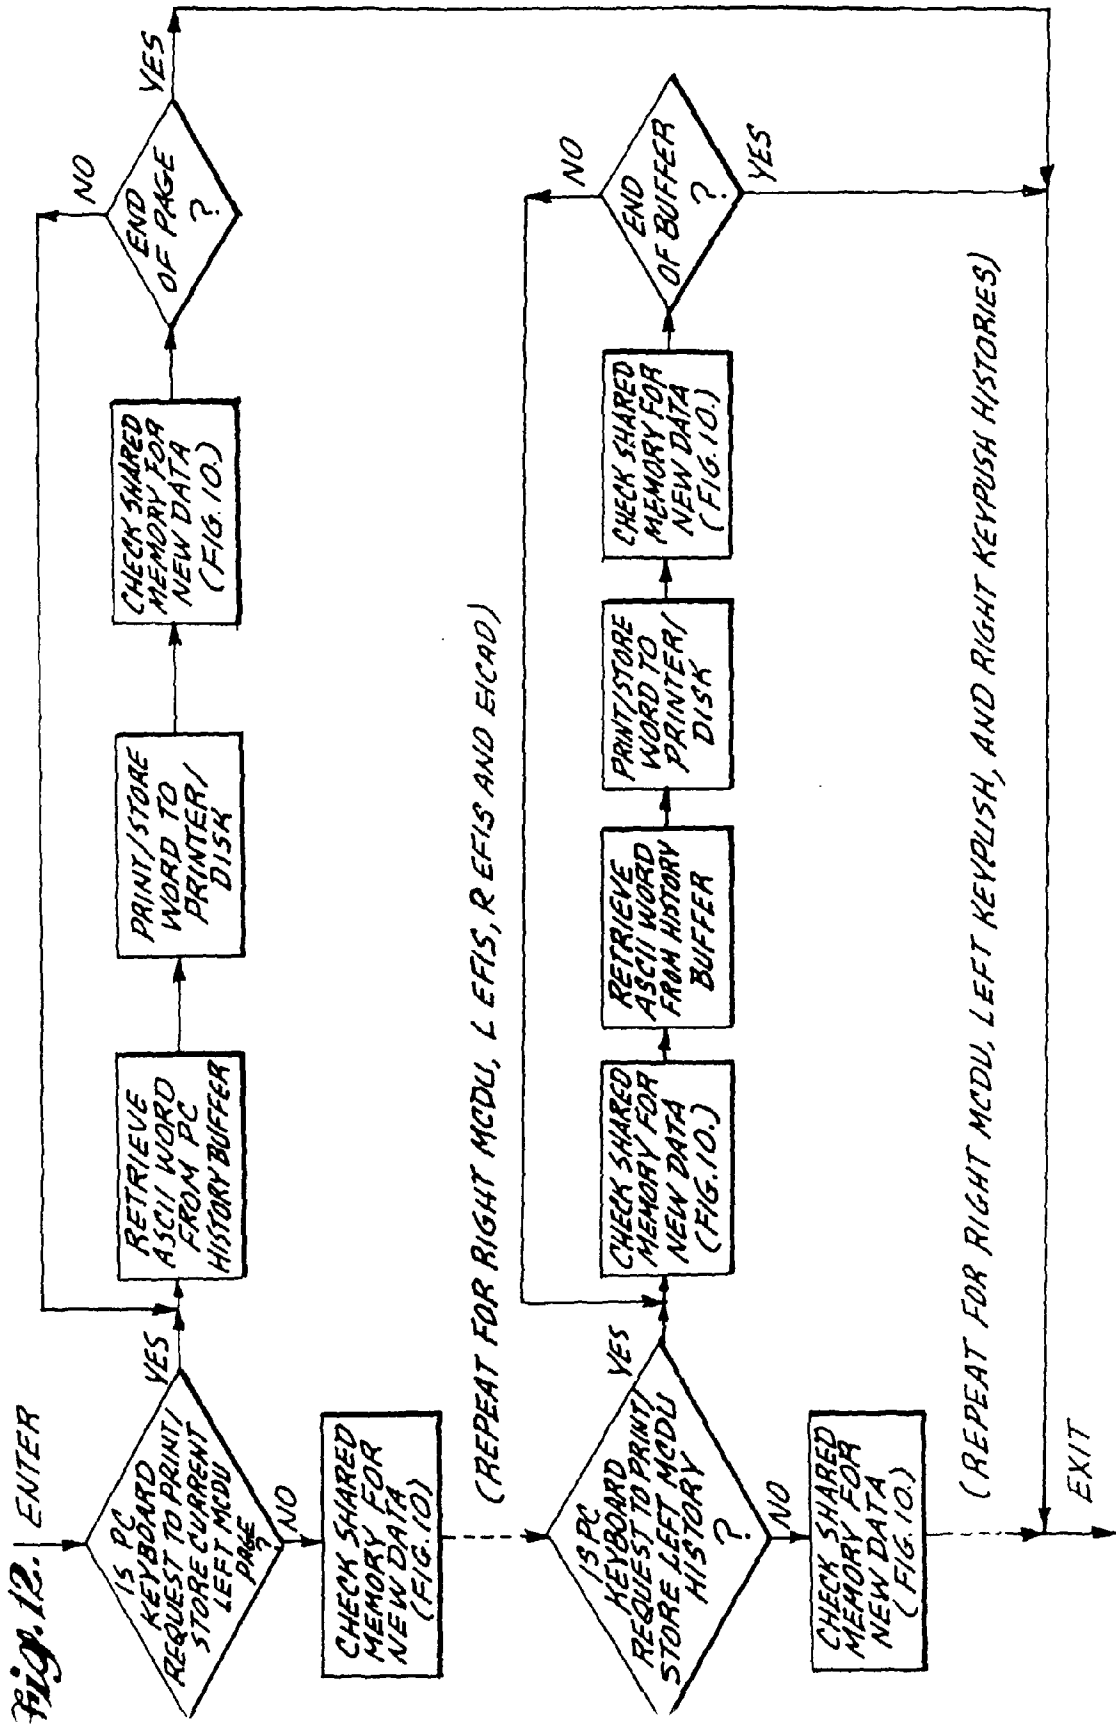 Fig. 12.
ENTER
IS PC
KEYBOARD
REQUEST TO PRINT/
STORE CURRENT
LEFT MCDU
PAGE
?
YES
NO
RETRIEVE
ASCII WORD
FROM PC
HISTORY BUFFER
PRINT/STORE
WORD TO
PRINTER/
DISK
CHECK SHARED
MEMORY FOR
NEW DATA
(FIG.10.)
END
OF PAGE
?
NO
YES
CHECK SHARED
MEMORY FOR
NEW DATA
(FIG.10)
(REPEAT FOR RIGHT MCDU, L EFIS, R EFIS AND EICAD)
IS PC
KEYBOARD
REQUEST TO PRINT/
STORE LEFT MCDU
HISTORY
?
YES
NO
CHECK SHARED
MEMORY FOR
NEW DATA
(FIG.10.)
RETRIEVE
ASCII WORD
FROM HISTORY
BUFFER
PRINT/STORE
WORD TO
PRINTER/
DISK
CHECK SHARED
MEMORY FOR
NEW DATA
(FIG.10.)
END
OF BUFFER
?
NO
YES
CHECK SHARED
MEMORY FOR
NEW DATA
(FIG.10.)
(REPEAT FOR RIGHT MCDU, LEFT KEYPUSH, AND RIGHT KEYPUSH HISTORIES)
EXIT